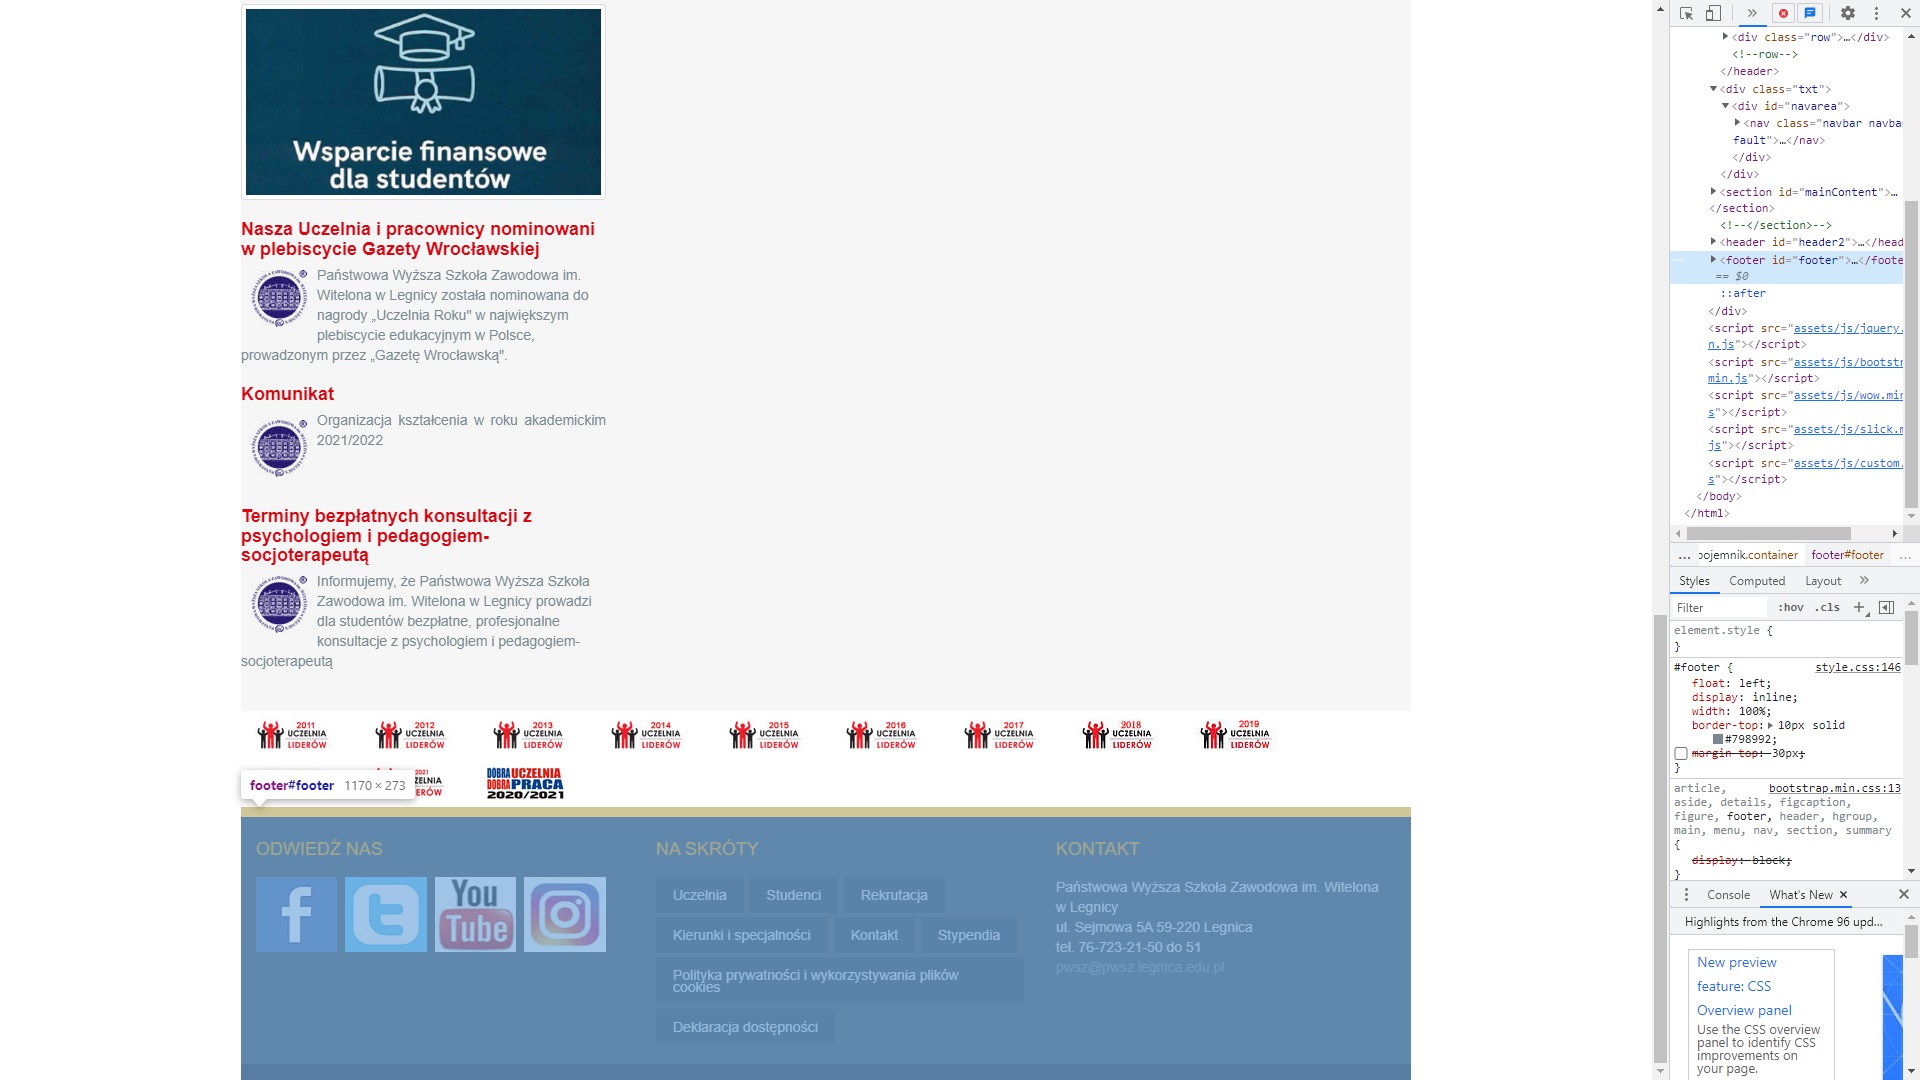 Wsparcie finansowe
dla studentów
Nasza Uczelnia i pracownicy nominowani
w plebiscycie Gazety Wrocławskiej
Państwowa Wyższa Szkoła Zawodowa im.
Witelona w Legnicy została nominowana do
nagrody „Uczelnia Roku" w największym
plebiscycie edukacyjnym w Polsce,
prowadzonym przez „Gazetę Wrocławską".
Komunikat
Organizacja kształcenia w roku akademickim
2021/2022
Terminy bezpłatnych konsultacji z
psychologiem i pedagogiem-
socjoterapeutą
Informujemy, że Państwowa Wyższa Szkoła
Zawodowa im. Witelona w Legnicy prowadzi
dla studentów bezpłatne, profesjonalne
konsultacje z psychologiem i pedagogiem-
socjoterapeutą
2011 UCZELNIA LIDERÓW
2012 UCZELNIA LIDERÓW
2013 UCZELNIA LIDERÓW
2014 UCZELNIA LIDERÓW
2015 UCZELNIA LIDERÓW
2016 UCZELNIA LIDERÓW
2017 UCZELNIA LIDERÓW
2018 UCZELNIA LIDERÓW
2019 UCZELNIA LIDERÓW
DOBRA UCZELNIA
DOBRA PRACA
2020/2021
footer#footer 1170 × 273
ODWIEDŹ NAS
You
Tube
NA SKRÓTY
Uczelnia Studenci Rekrutacja
Kierunki i specjalności Kontakt Stypendia
Polityka prywatności i wykorzystywania plików
cookies
Deklaracja dostępności
KONTAKT
Państwowa Wyższa Szkoła Zawodowa im. Witelona
w Legnicy
ul. Sejmowa 5A 59-220 Legnica
tel. 76-723-21-50 do 51
pwsz@pwsz.legnica.edu.pl
<div class="row">…</div>
<!--row-->
</header>
<div class="txt">
<div id="navarea">
<nav class="navbar navba
fault">…</nav>
</div>
</div>
<section id="mainContent">…
</section>
<!--</section>-->
<header id="header2">…</head
<footer id="footer">…</foote
== $0
::after
</div>
<script src="assets/js/jquery.
n.js"></script>
<script src="assets/js/bootstr
min.js"></script>
<script src="assets/js/wow.min
s"></script>
<script src="assets/js/slick.m
js"></script>
<script src="assets/js/custom.
s"></script>
</body>
</html>
… pojemnik.container footer#footer …
Styles Computed Layout
Filter :hov .cls
element.style {
}
#footer { style.css:146
float: left;
display: inline;
width: 100%;
border-top: 10px solid
#798992;
margin-top: 30px;
}
article, bootstrap.min.css:13
aside, details, figcaption,
figure, footer, header, hgroup,
main, menu, nav, section, summary
{
display: block;
}
Console What's New
Highlights from the Chrome 96 upd...
New preview
feature: CSS
Overview panel
Use the CSS overview
panel to identify CSS
improvements on
your page.